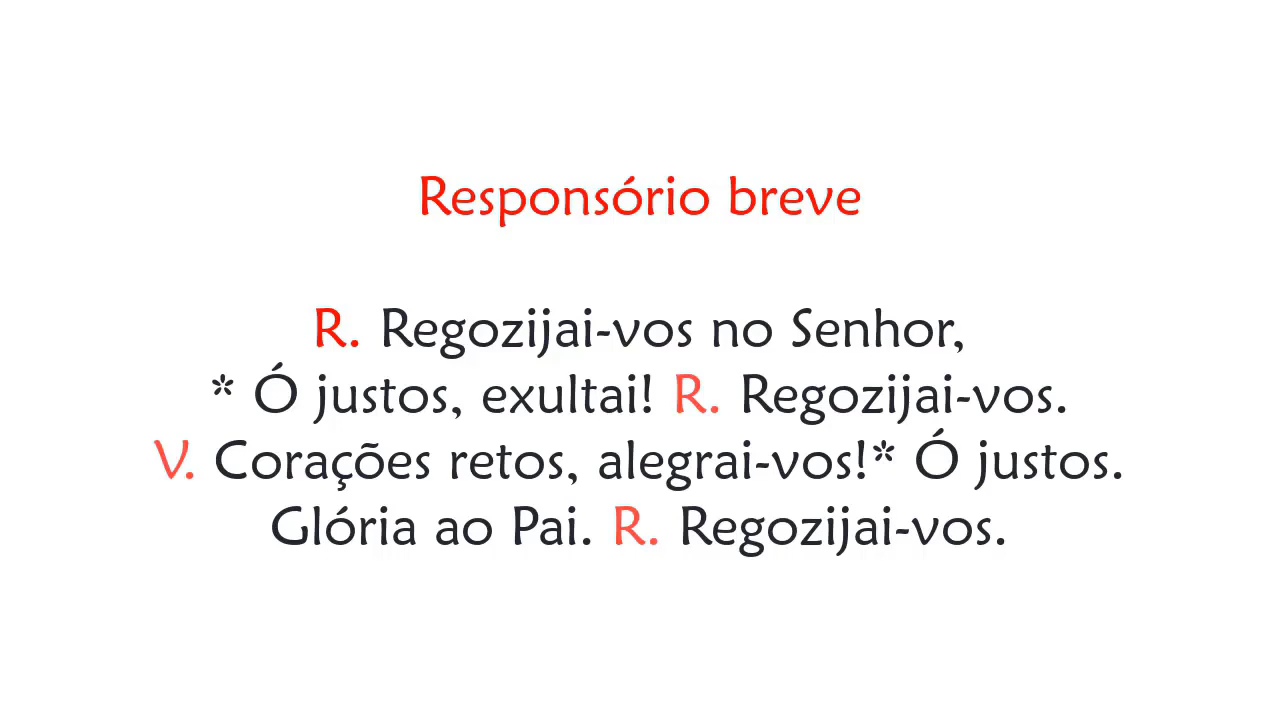 Responsório breve
R. Regozijai-vos no Senhor,
* Ó justos, exultai! R. Regozijai-vos.
V. Corações retos, alegrai-vos!* Ó justos.
Glória ao Pai. R. Regozijai-vos.